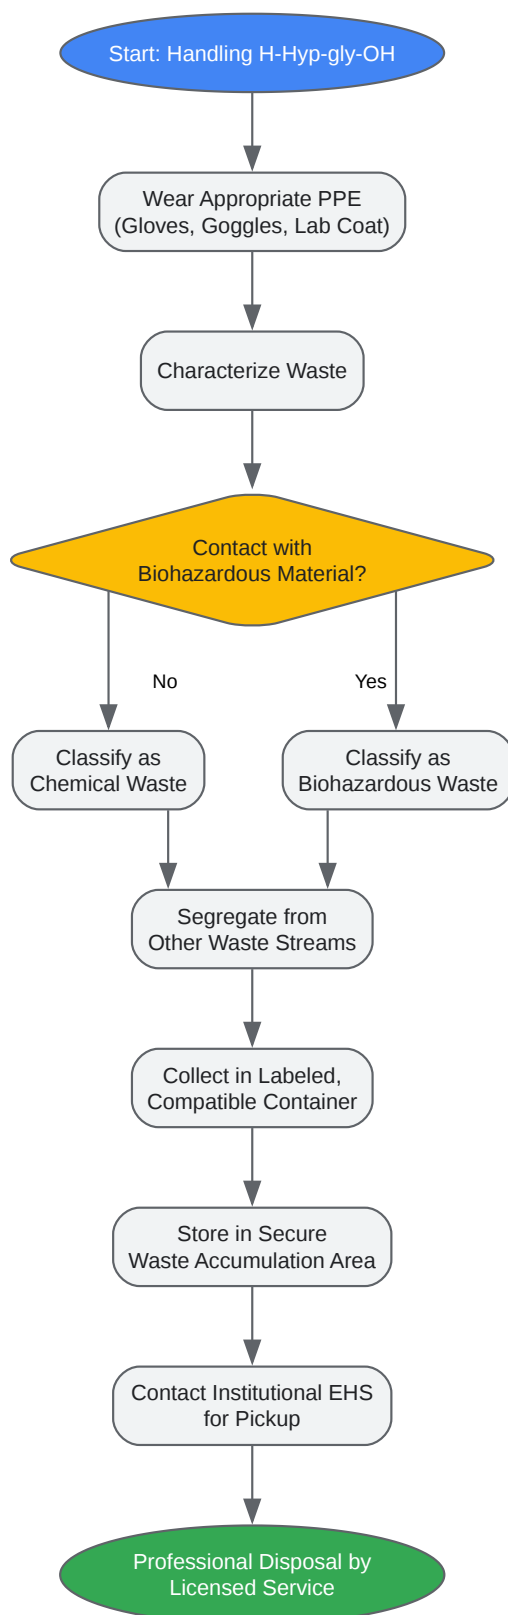 Start: Handling H-Hyp-gly-OH
Wear Appropriate PPE
(Gloves, Goggles, Lab Coat)
Characterize Waste
Contact with
Biohazardous Material?
No
Yes
Classify as
Chemical Waste
Classify as
Biohazardous Waste
Segregate from
Other Waste Streams
Collect in Labeled,
Compatible Container
Store in Secure
Waste Accumulation Area
Contact Institutional EHS
for Pickup
Professional Disposal by
Licensed Service